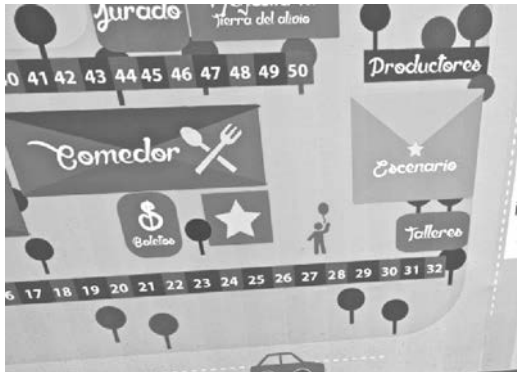 Jurado
Tierra del alioio
Productores
40 41 42 43 44 45 46 47 48 49 50
Comedor
Escenario
$
Boletos
Talleres
16 17 18 19 20 21 22 23 24 25 26 27 28 29 30 31 32